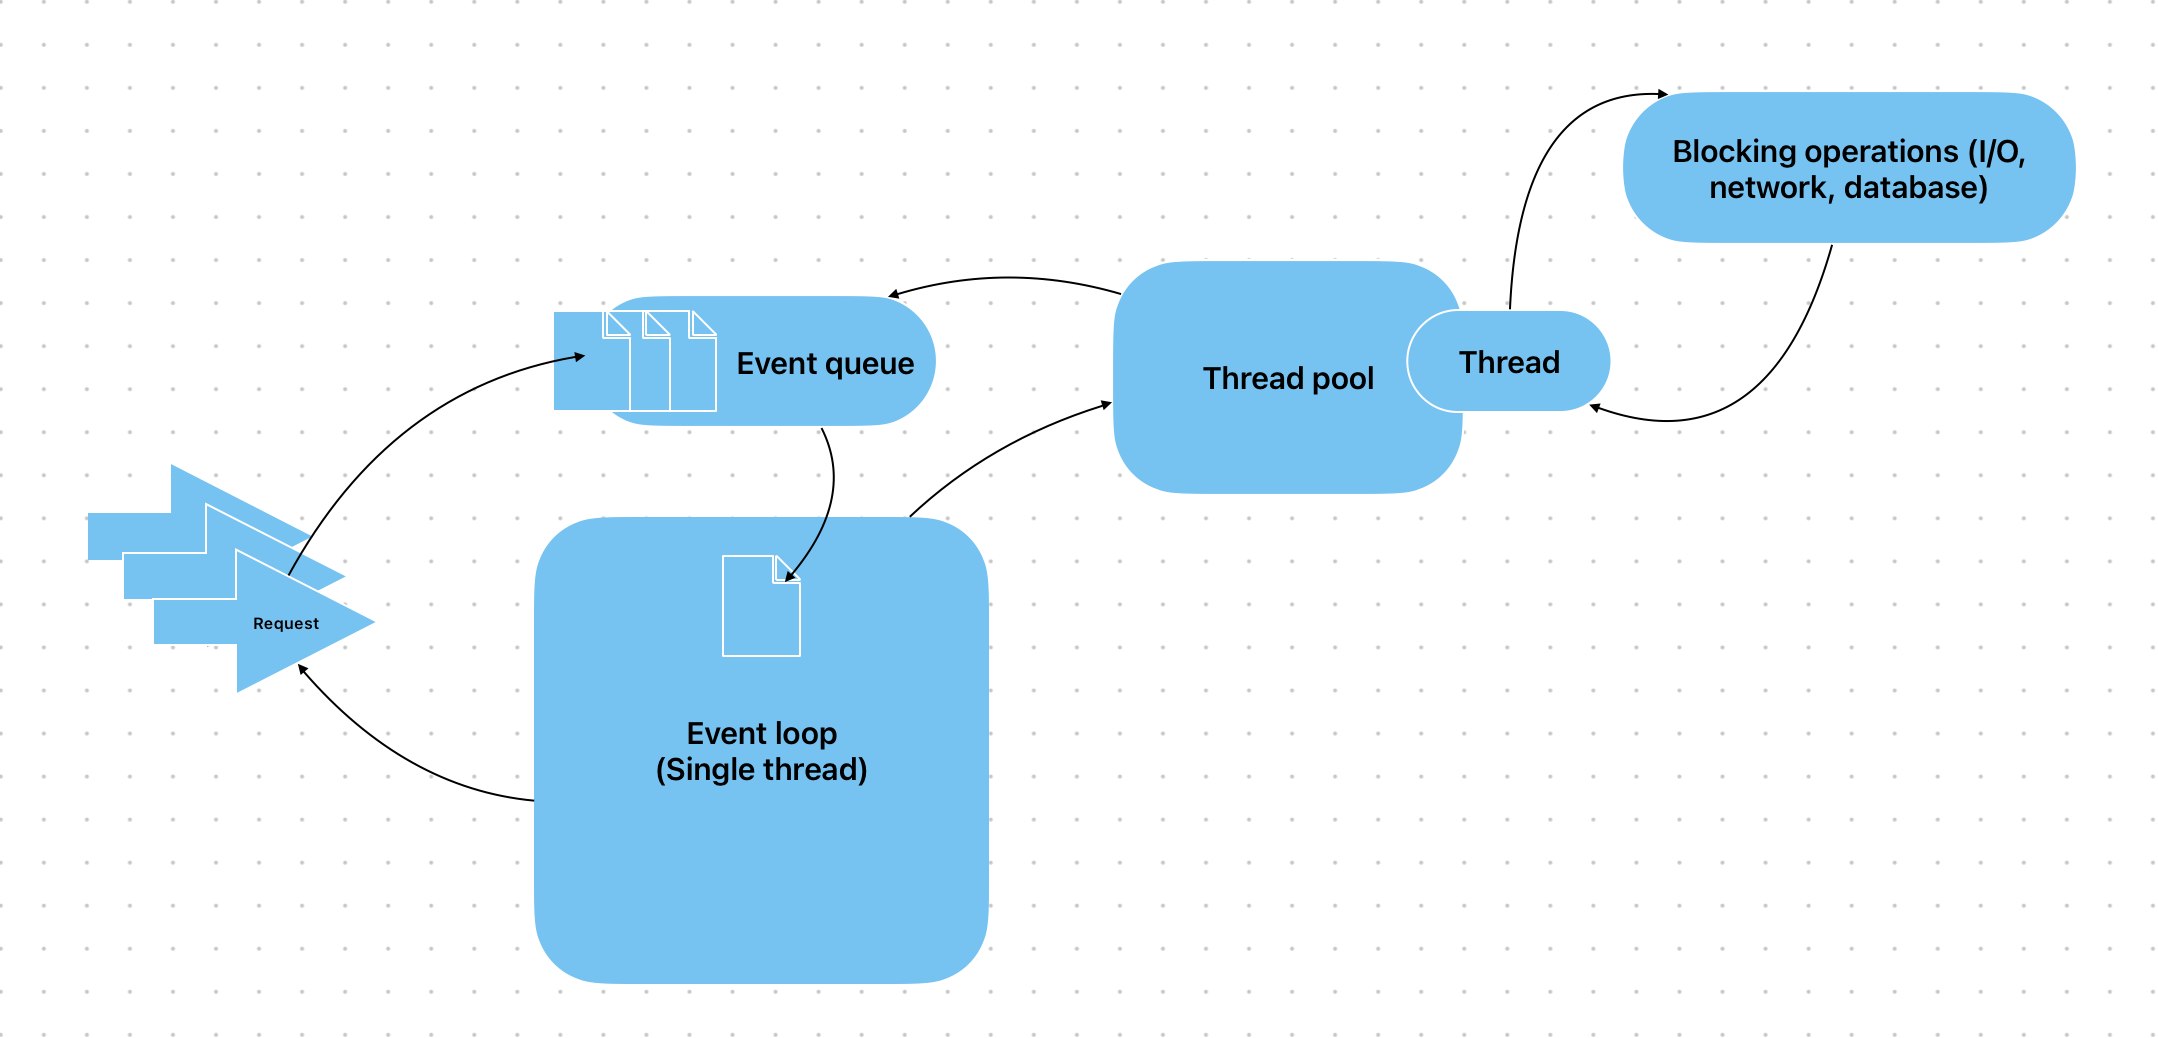 Blocking operations (I/O,
network, database)
Event queue
Thread pool
Thread
Request
Event loop
(Single thread)